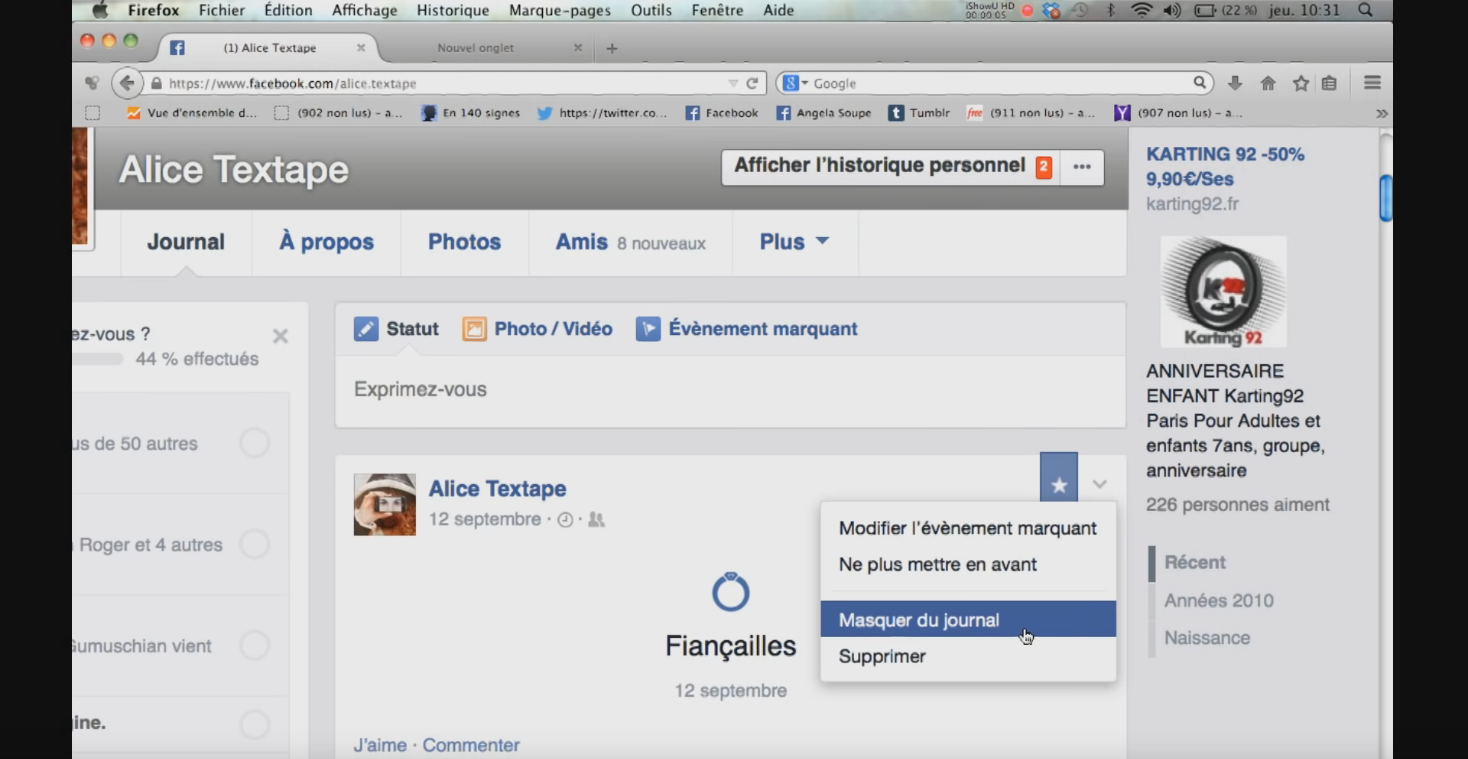 Firefox Fichier Édition Affichage Historique Marque-pages Outils Fenêtre Aide
iShowU HD
00:00:05
(22 %) jeu. 10:31
(1) Alice Textape
Nouvel onglet
https://www.facebook.com/alice.textape
Google
Vue d'ensemble d... (902 non lus) – a... En 140 signes https://twitter.co... Facebook Angela Soupe Tumblr free (911 non lus) – a... (907 non lus) – a...
Alice Textape
Afficher l'historique personnel 2
Journal À propos Photos Amis 8 nouveaux Plus
ez-vous ?
44 % effectués
us de 50 autres
Roger et 4 autres
Gumuschian vient
gine.
Statut Photo / Vidéo Évènement marquant
Exprimez-vous
Alice Textape
12 septembre
Modifier l'évènement marquant
Ne plus mettre en avant
Masquer du journal
Supprimer
Fiançailles
12 septembre
J'aime · Commenter
KARTING 92 -50%
9,90€/Ses
karting92.fr
K92
Karting 92
ANNIVERSAIRE
ENFANT Karting92
Paris Pour Adultes et
enfants 7ans, groupe,
anniversaire
226 personnes aiment
Récent
Années 2010
Naissance